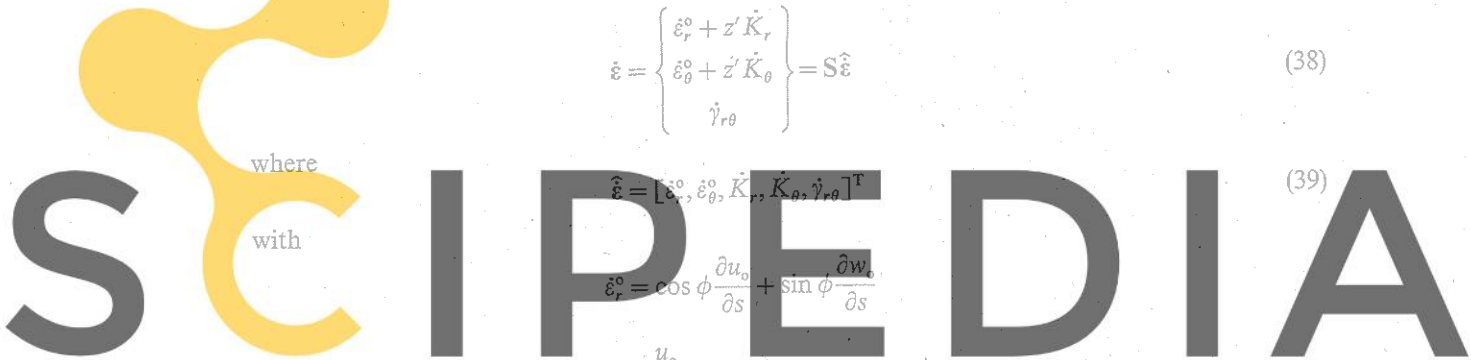 ε̇ = { ε̇_r^o + z′ K̇_r
ε̇_θ^o + z′ K̇_θ
γ̇_rθ } = S ε̂̇ (38)
where
ε̂̇ = [ε̇_r^o, ε̇_θ^o, K̇_r, K̇_θ, γ̇_rθ]^T (39)
SCIPEDIA
with
ε̇_r^o = cos ϕ ∂u_o/∂s + sin ϕ ∂w_o/∂s
u_o